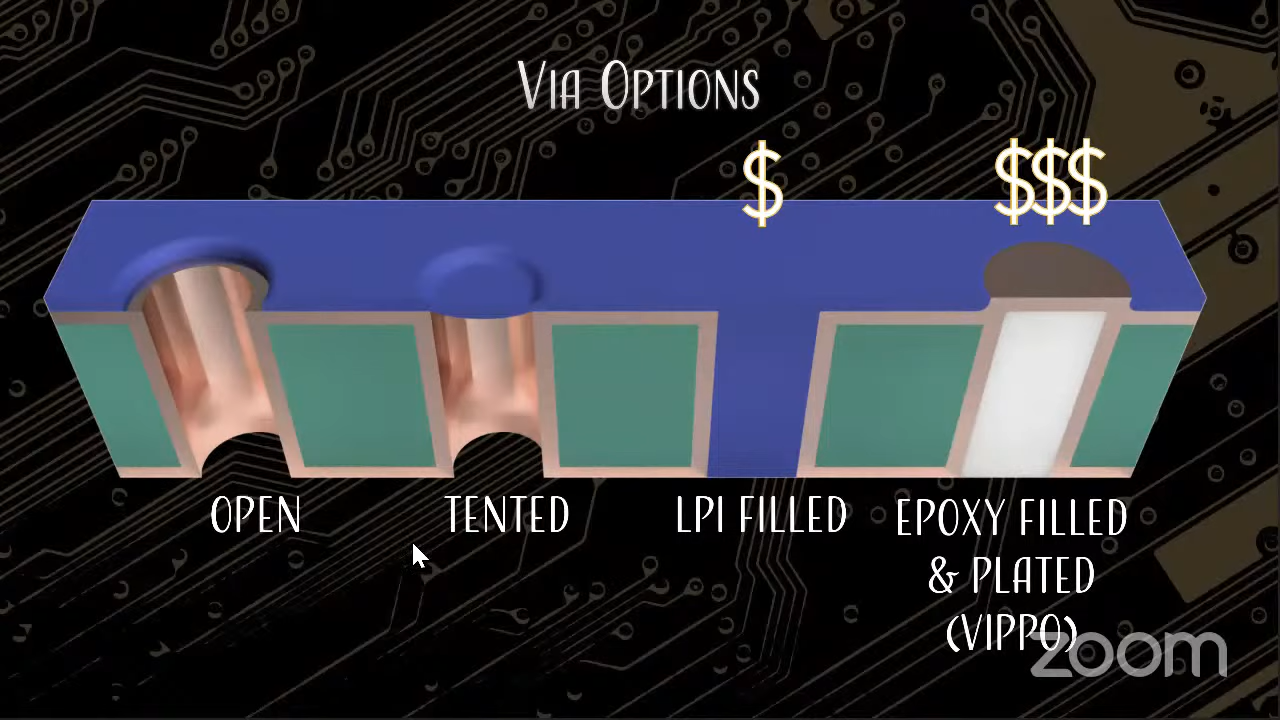 VIA OPTIONS
$ $$$
OPEN TENTED LPI FILLED EPOXY FILLED
& PLATED
(VIPPO)
zoom